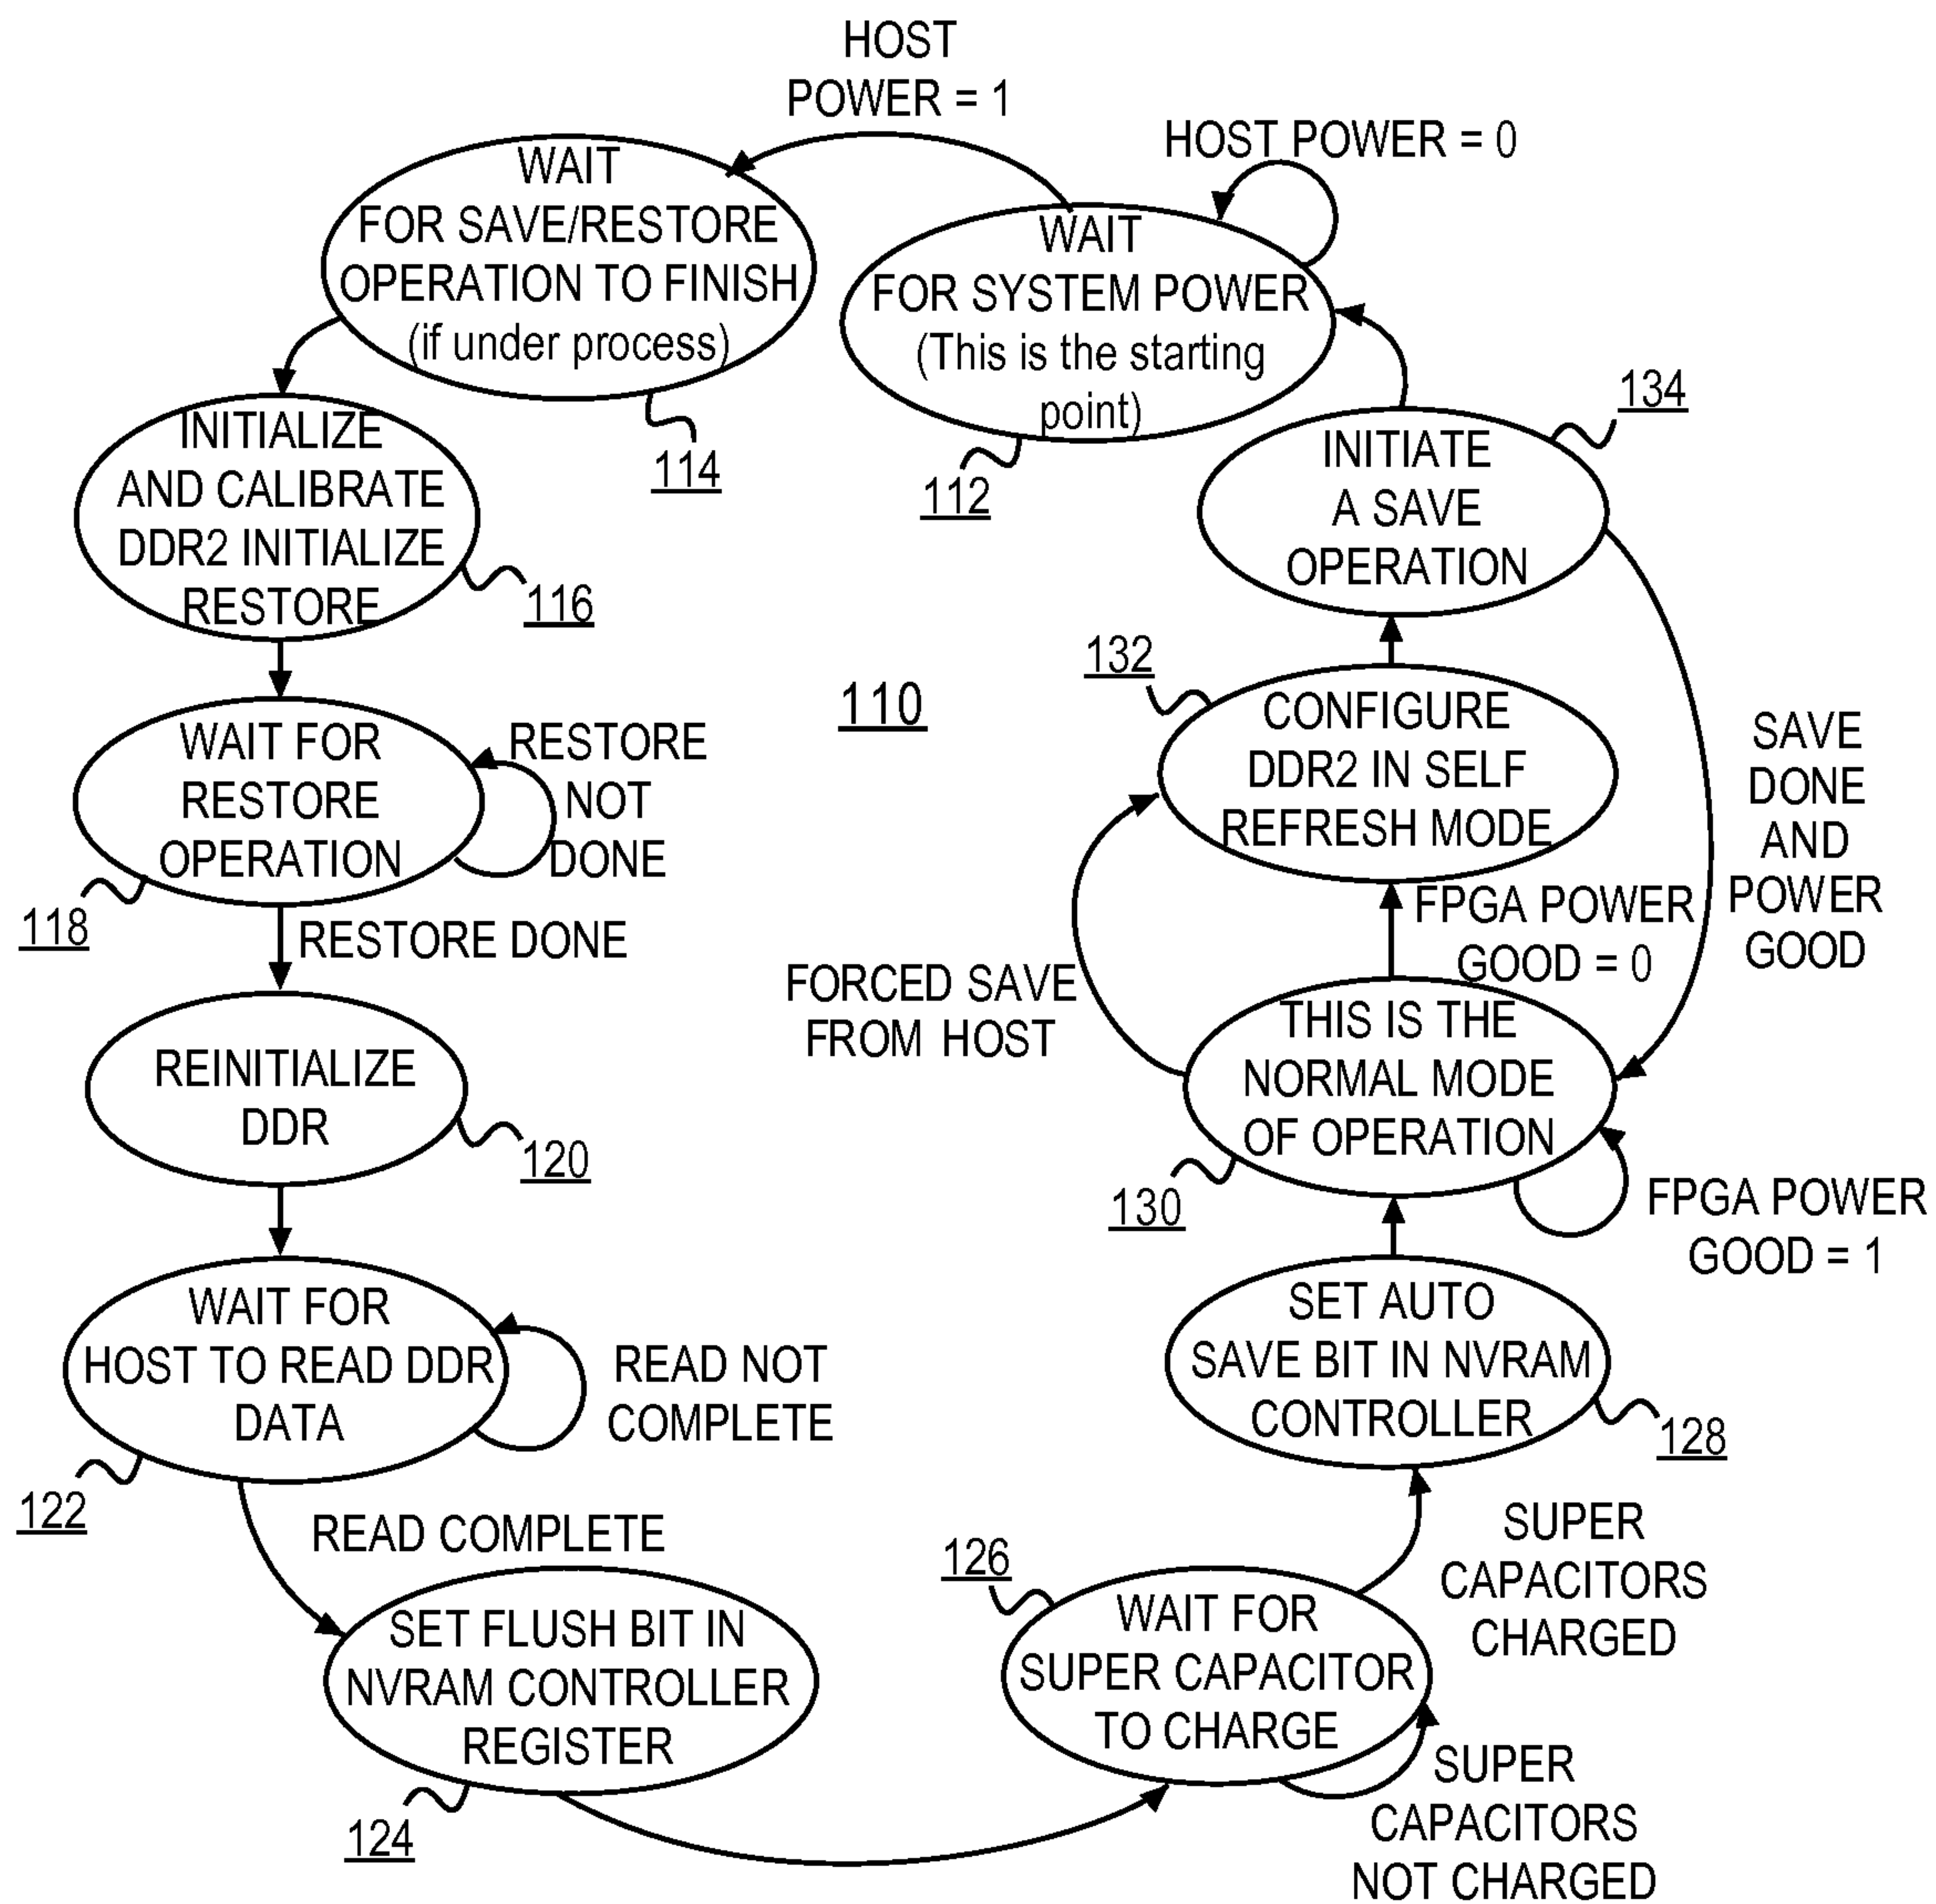 HOST
POWER = 1
HOST POWER = 0
WAIT
FOR SAVE/RESTORE
OPERATION TO FINISH
(if under process)
114
WAIT
FOR SYSTEM POWER
(This is the starting
point)
112
134
INITIATE
A SAVE
OPERATION
INITIALIZE
AND CALIBRATE
DDR2 INITIALIZE
RESTORE
116
132
CONFIGURE
DDR2 IN SELF
REFRESH MODE
110
SAVE
DONE
AND
POWER
GOOD
WAIT FOR
RESTORE
OPERATION
RESTORE
NOT
DONE
118
RESTORE DONE
FPGA POWER
GOOD = 0
FORCED SAVE
FROM HOST
THIS IS THE
NORMAL MODE
OF OPERATION
130
FPGA POWER
GOOD = 1
REINITIALIZE
DDR
120
WAIT FOR
HOST TO READ DDR
DATA
READ NOT
COMPLETE
122
SET AUTO
SAVE BIT IN NVRAM
CONTROLLER
128
READ COMPLETE
SUPER
CAPACITORS
CHARGED
126
WAIT FOR
SUPER CAPACITOR
TO CHARGE
SET FLUSH BIT IN
NVRAM CONTROLLER
REGISTER
124
SUPER
CAPACITORS
NOT CHARGED